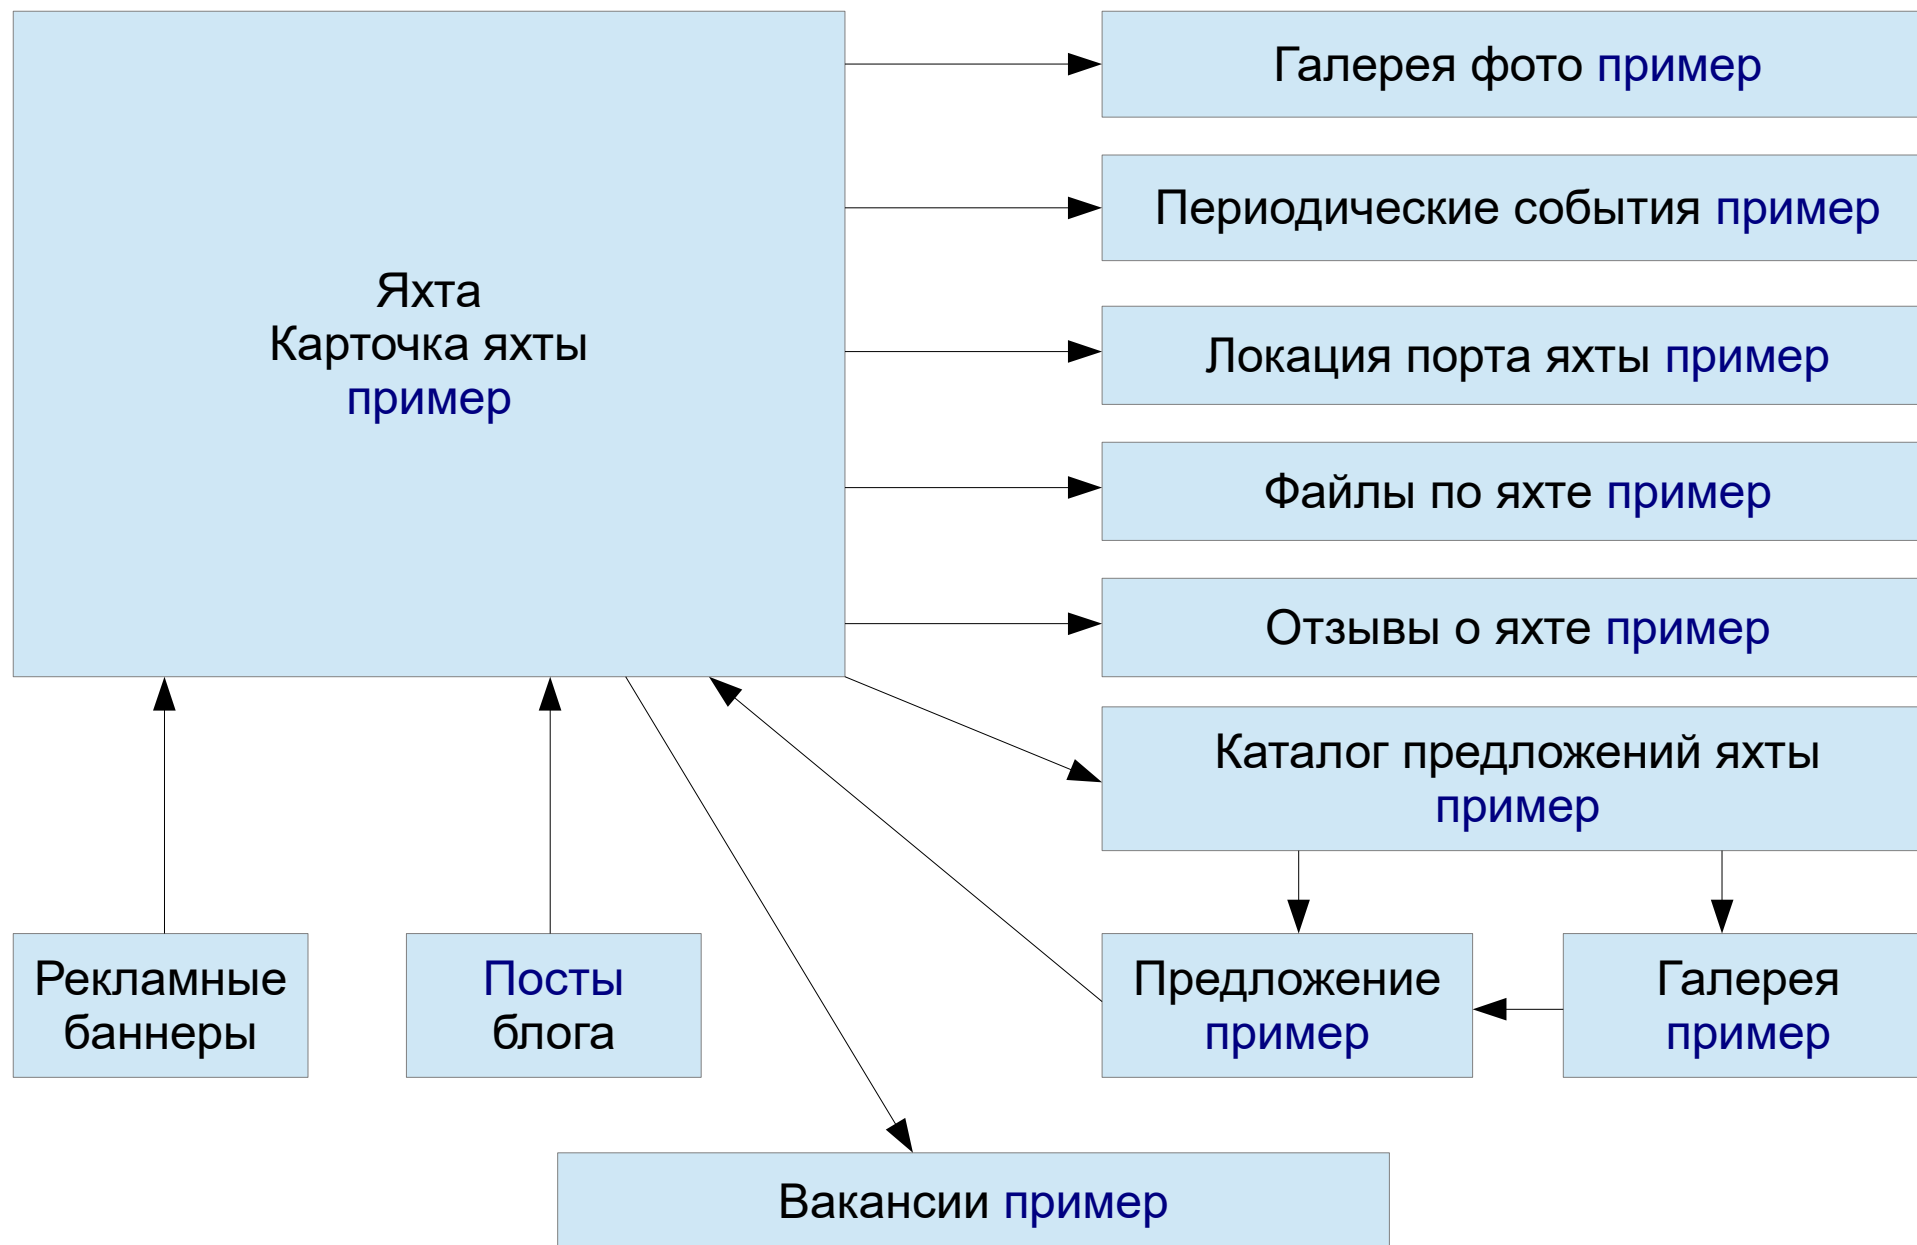 Яхта
Карточка яхты
пример
Галерея фото пример
Периодические события пример
Локация порта яхты пример
Файлы по яхте пример
Отзывы о яхте пример
Каталог предложений яхты
пример
Рекламные
баннеры
Посты
блога
Предложение
пример
Галерея
пример
Вакансии пример